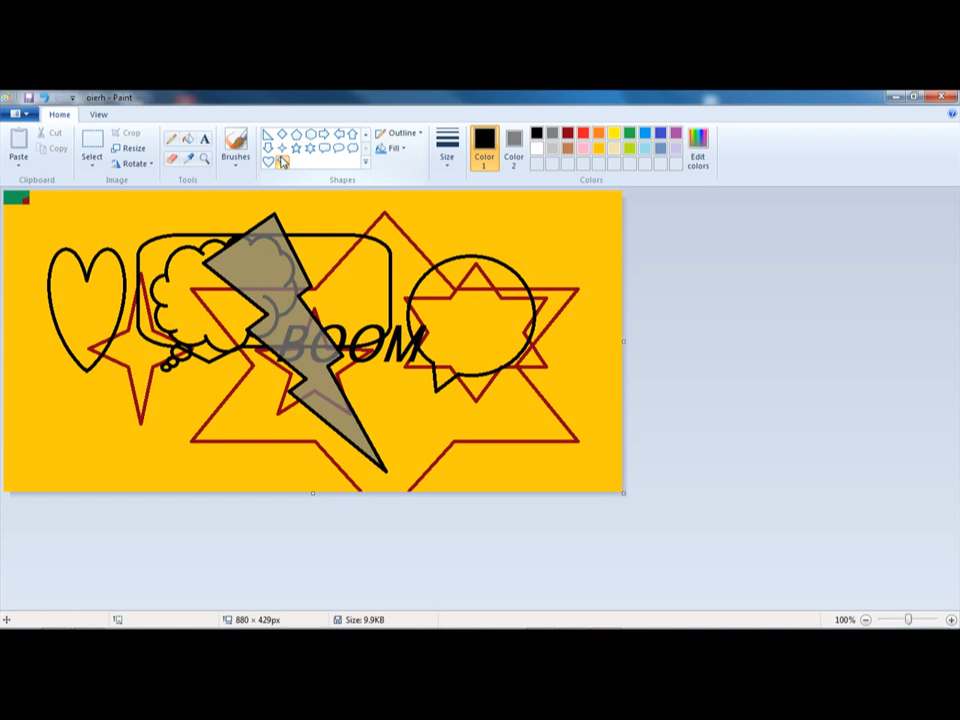 oierh - Paint
Home View
Paste
Cut
Copy
Clipboard
Select
Crop
Resize
Rotate
Image
A
Tools
Brushes
Outline
Fill
Shapes
Size
Color 1
Color 2
Edit colors
Colors
BOOM
880 × 429px
Size: 9.9KB
100%